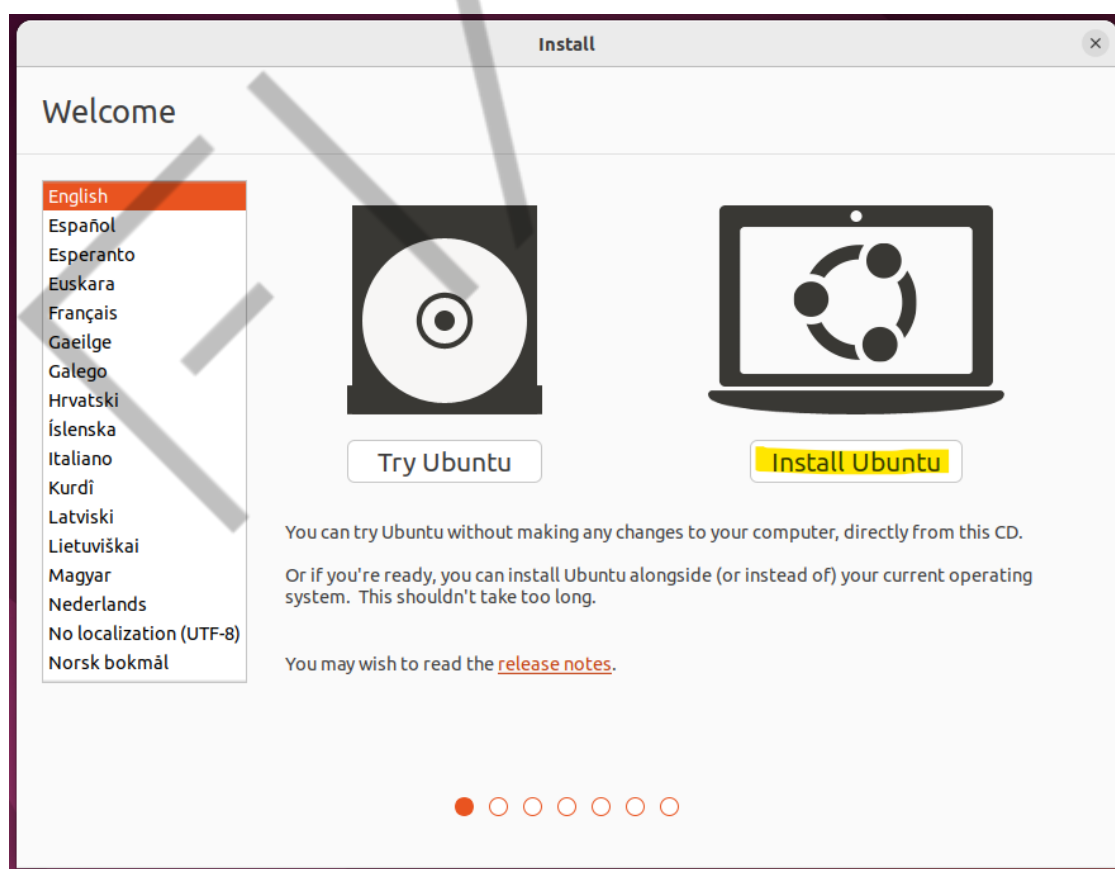 Install
Welcome
English
Español
Esperanto
Euskara
Français
Gaeilge
Galego
Hrvatski
Íslenska
Italiano
Kurdî
Latviski
Lietuviškai
Magyar
Nederlands
No localization (UTF-8)
Norsk bokmål
Try Ubuntu
Install Ubuntu
You can try Ubuntu without making any changes to your computer, directly from this CD.
Or if you're ready, you can install Ubuntu alongside (or instead of) your current operating
system. This shouldn't take too long.
You may wish to read the release notes.